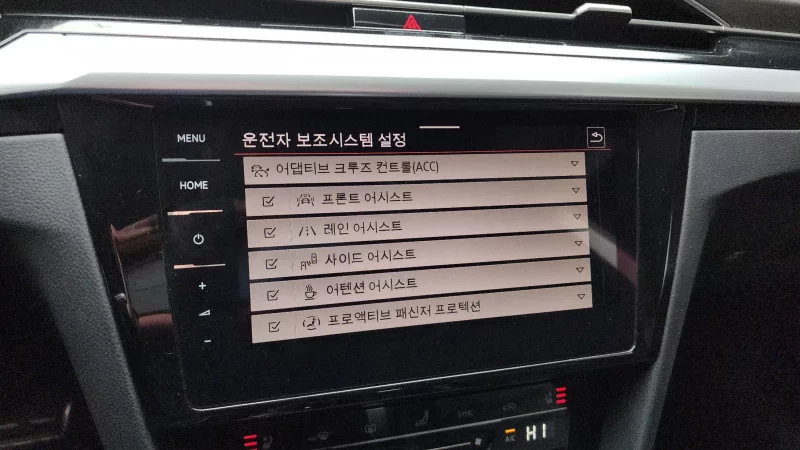 MENU
운전자 보조시스템 설정
어댑티브 크루즈 컨트롤(ACC)
HOME
프론트 어시스트
레인 어시스트
사이드 어시스트
어텐션 어시스트
프로액티브 패신저 프로텍션
+
-
SYNC
A/C
HI